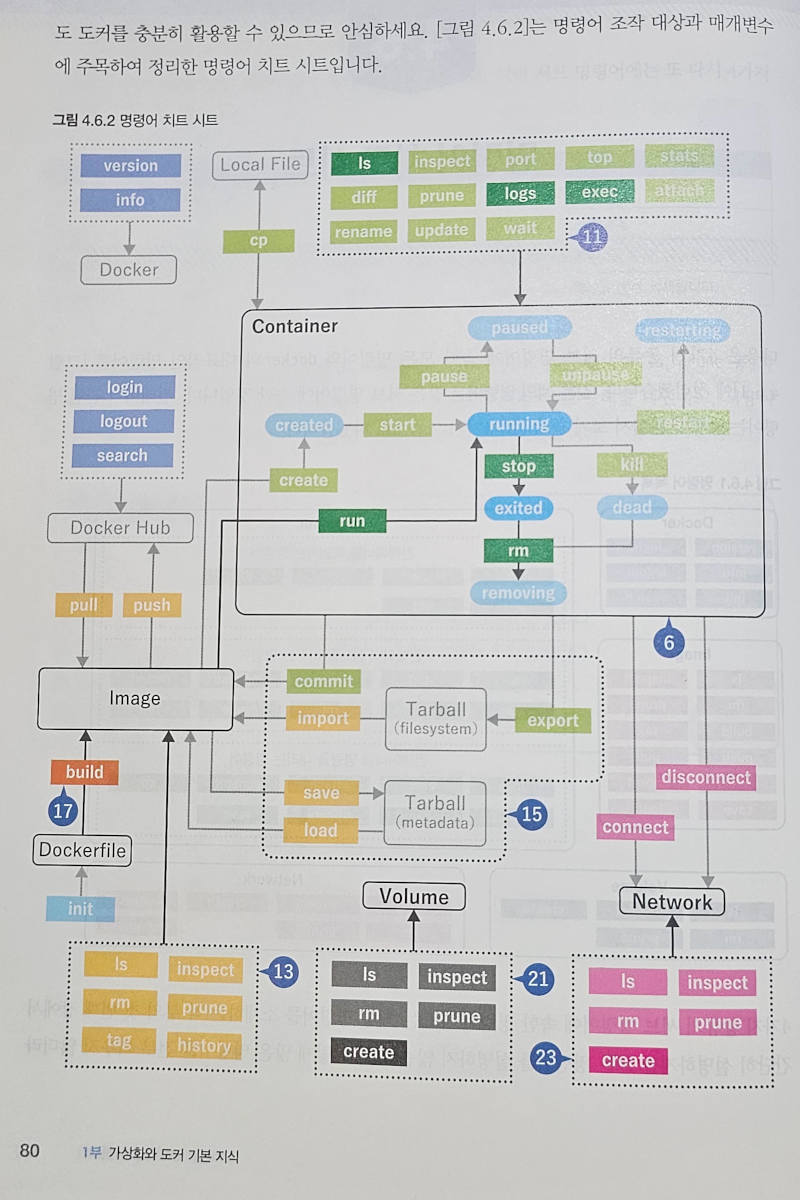 도 도커를 충분히 활용할 수 있으므로 안심하세요. [그림 4.6.2]는 명령어 조작 대상과 매개변수
에 주목하여 정리한 명령어 치트 시트입니다.
그림 4.6.2 명령어 치트 시트
version
info
Docker
Local File
cp
ls inspect port top stats
diff prune logs exec attach
rename update wait
11
Container
paused
restarting
pause
unpause
created
start
running
restart
create
stop
kill
run
exited
dead
rm
removing
6
login
logout
search
Docker Hub
pull
push
Image
commit
import
Tarball
(filesystem)
export
save
load
Tarball
(metadata)
15
build
17
Dockerfile
init
disconnect
connect
Volume
Network
ls inspect
rm prune
tag history
13
ls inspect
rm prune
create
21
ls inspect
rm prune
create
23
80 1부 가상화와 도커 기본 지식